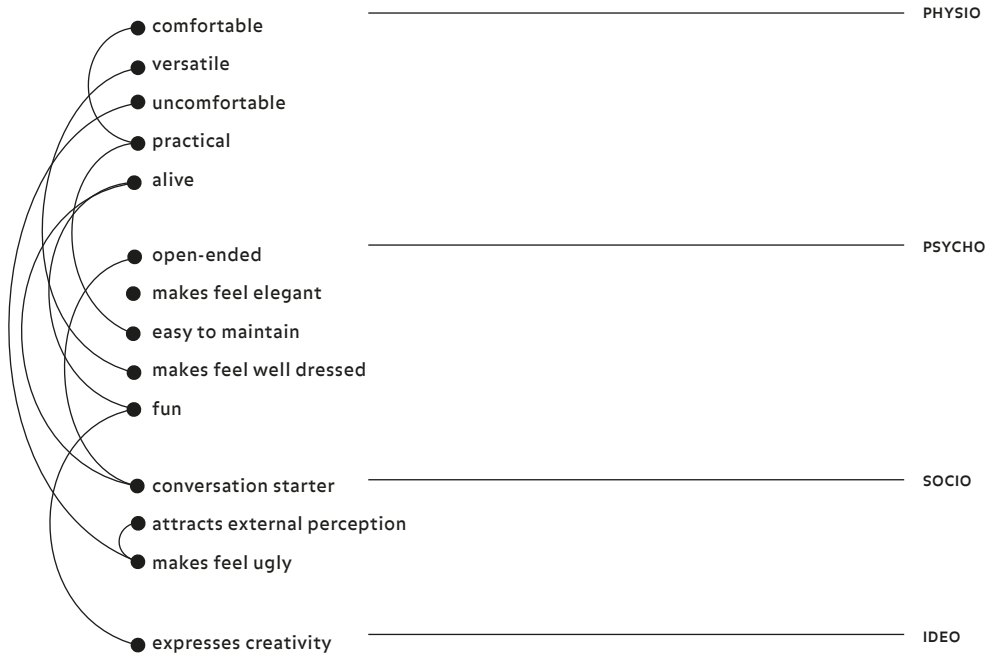 comfortable
PHYSIO
versatile
uncomfortable
practical
alive
open-ended
PSYCHO
makes feel elegant
easy to maintain
makes feel well dressed
fun
conversation starter
SOCIO
attracts external perception
makes feel ugly
expresses creativity
IDEO